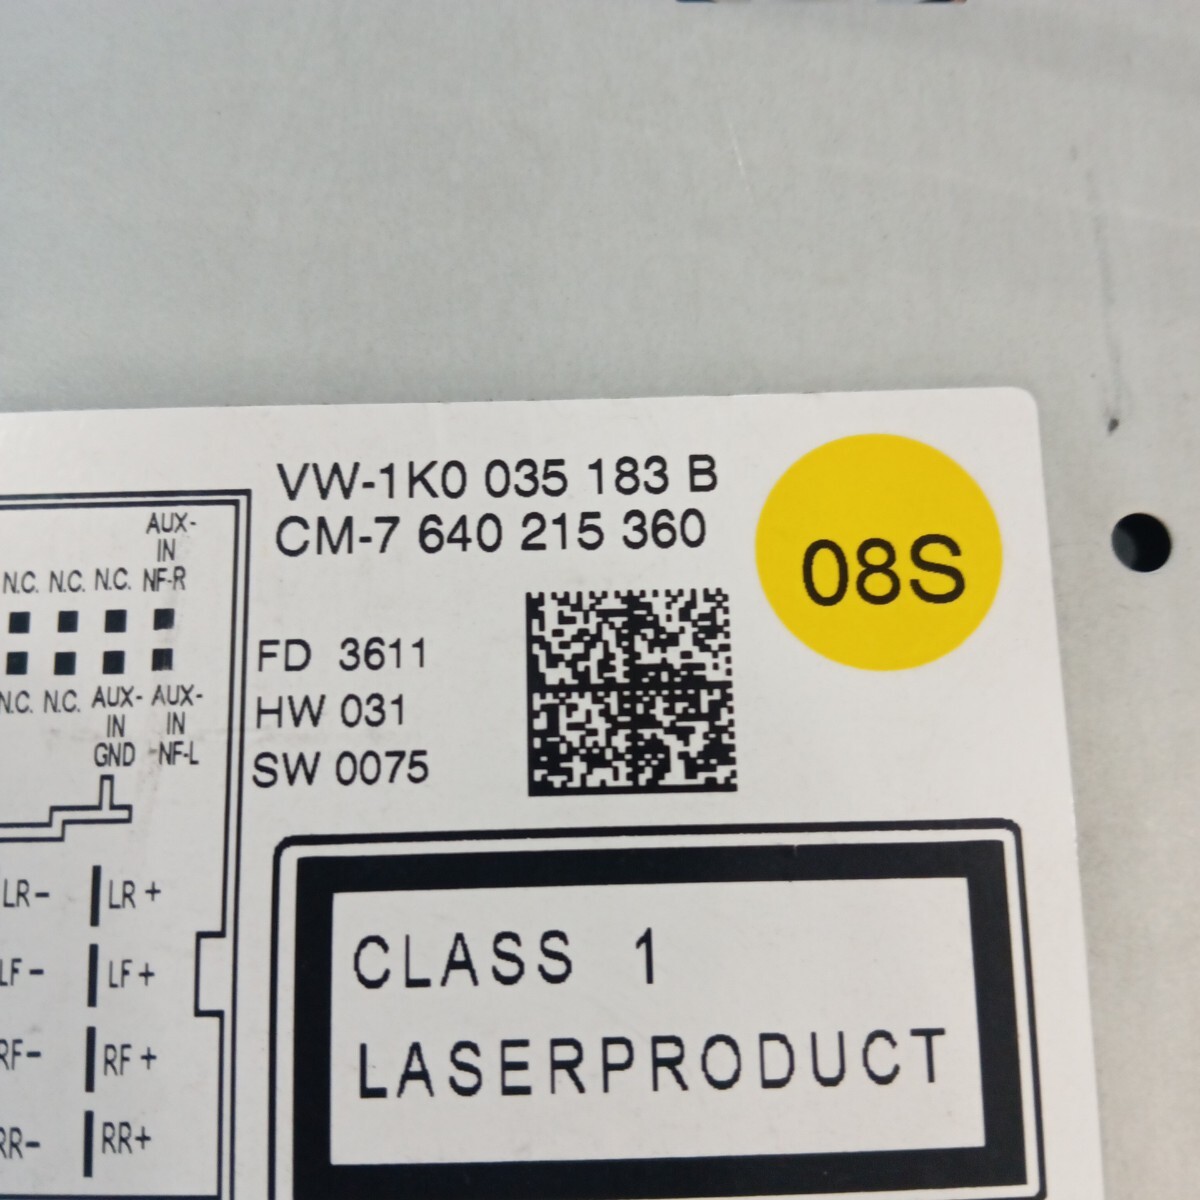 VW-1K0 035 183 B
CM-7 640 215 360
08S
AUX-
IN
N.C. N.C. N.C. NF-R
N.C. N.C. AUX- AUX-
IN IN
GND NF-L
FD 3611
HW 031
SW 0075
LR- LR+
LF- LF+
RF- RF+
RR- RR+
CLASS 1
LASERPRODUCT